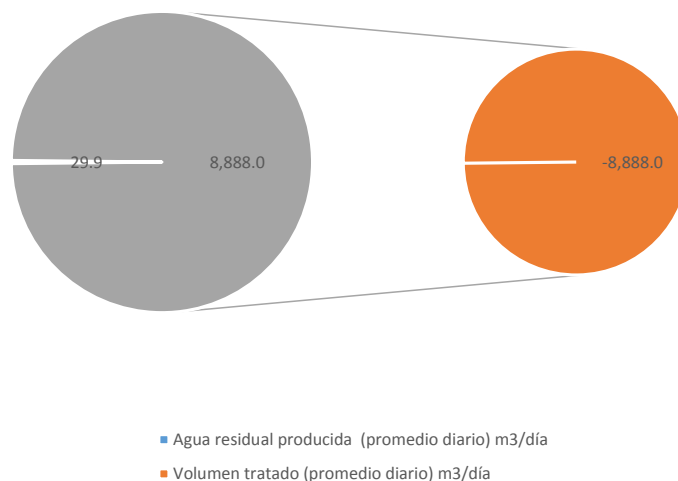 29.9
8,888.0
-8,888.0
Agua residual producida (promedio diario) m3/día
Volumen tratado (promedio diario) m3/día